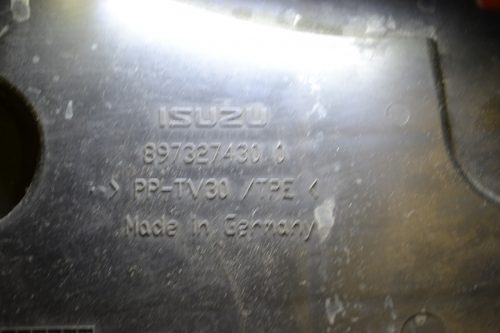 ISUZU
897327430 0
> PP-TV30 /TPE <
Made in Germany